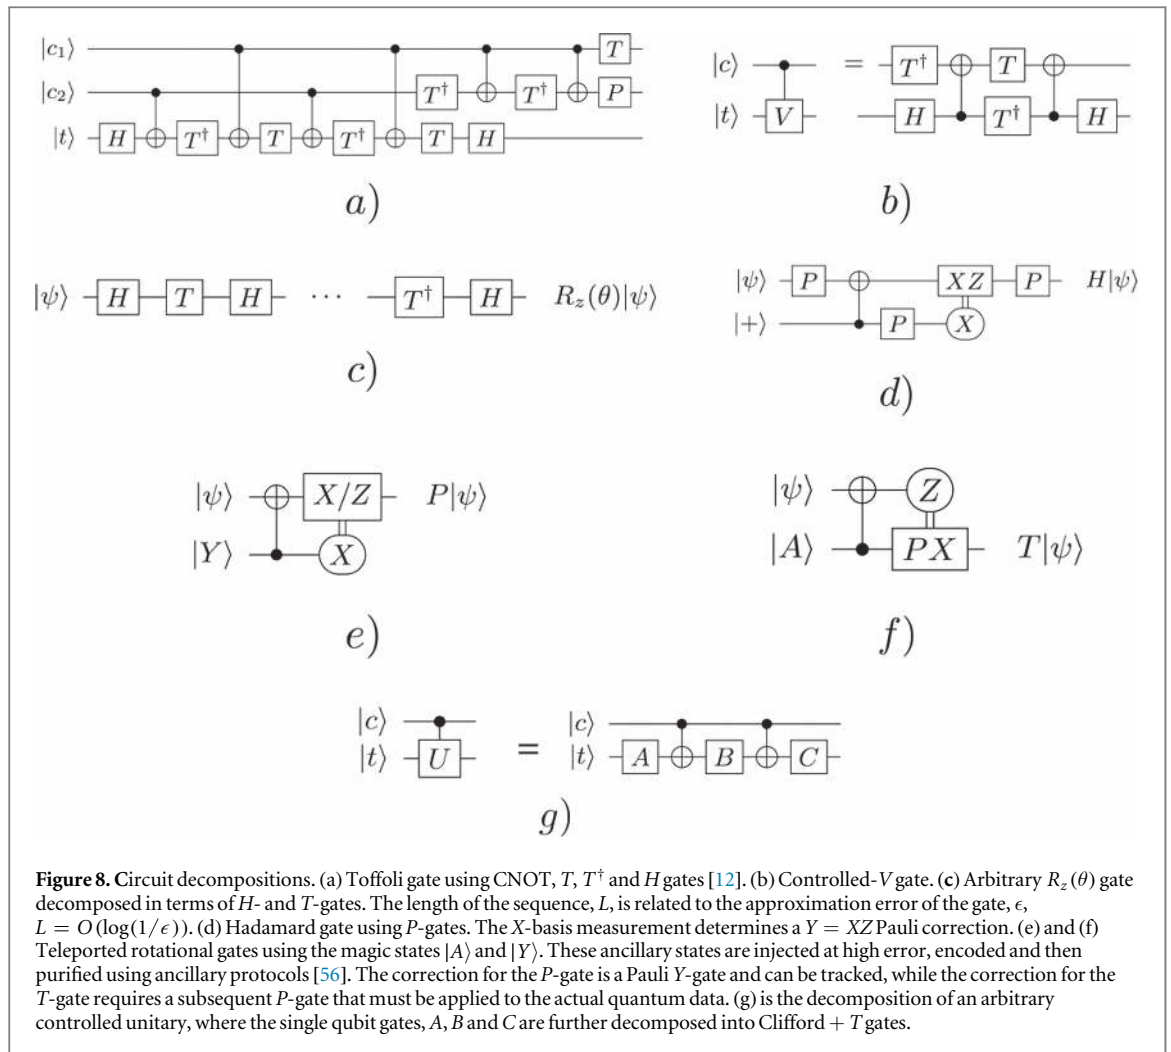 |c₁⟩ T
|c₂⟩ T† T† P
|t⟩ H T† T T† T H
a)
|c⟩ = T† T
|t⟩ V H T† H
b)
|ψ⟩ H T H ⋯ T† H R_z(θ)|ψ⟩
c)
|ψ⟩ P XZ P H|ψ⟩
|+⟩ P X
d)
|ψ⟩ X/Z P|ψ⟩
|Y⟩ X
e)
|ψ⟩ Z
|A⟩ PX T|ψ⟩
f)
|c⟩ |c⟩
|t⟩ U = |t⟩ A B C
g)
Figure 8. Circuit decompositions. (a) Toffoli gate using CNOT, T, T† and H gates [12]. (b) Controlled-V gate. (c) Arbitrary R_z(θ) gate
decomposed in terms of H- and T-gates. The length of the sequence, L, is related to the approximation error of the gate, ϵ,
L = O(log(1/ϵ)). (d) Hadamard gate using P-gates. The X-basis measurement determines a Y = XZ Pauli correction. (e) and (f)
Teleported rotational gates using the magic states |A⟩ and |Y⟩. These ancillary states are injected at high error, encoded and then
purified using ancillary protocols [56]. The correction for the P-gate is a Pauli Y-gate and can be tracked, while the correction for the
T-gate requires a subsequent P-gate that must be applied to the actual quantum data. (g) is the decomposition of an arbitrary
controlled unitary, where the single qubit gates, A, B and C are further decomposed into Clifford + T gates.